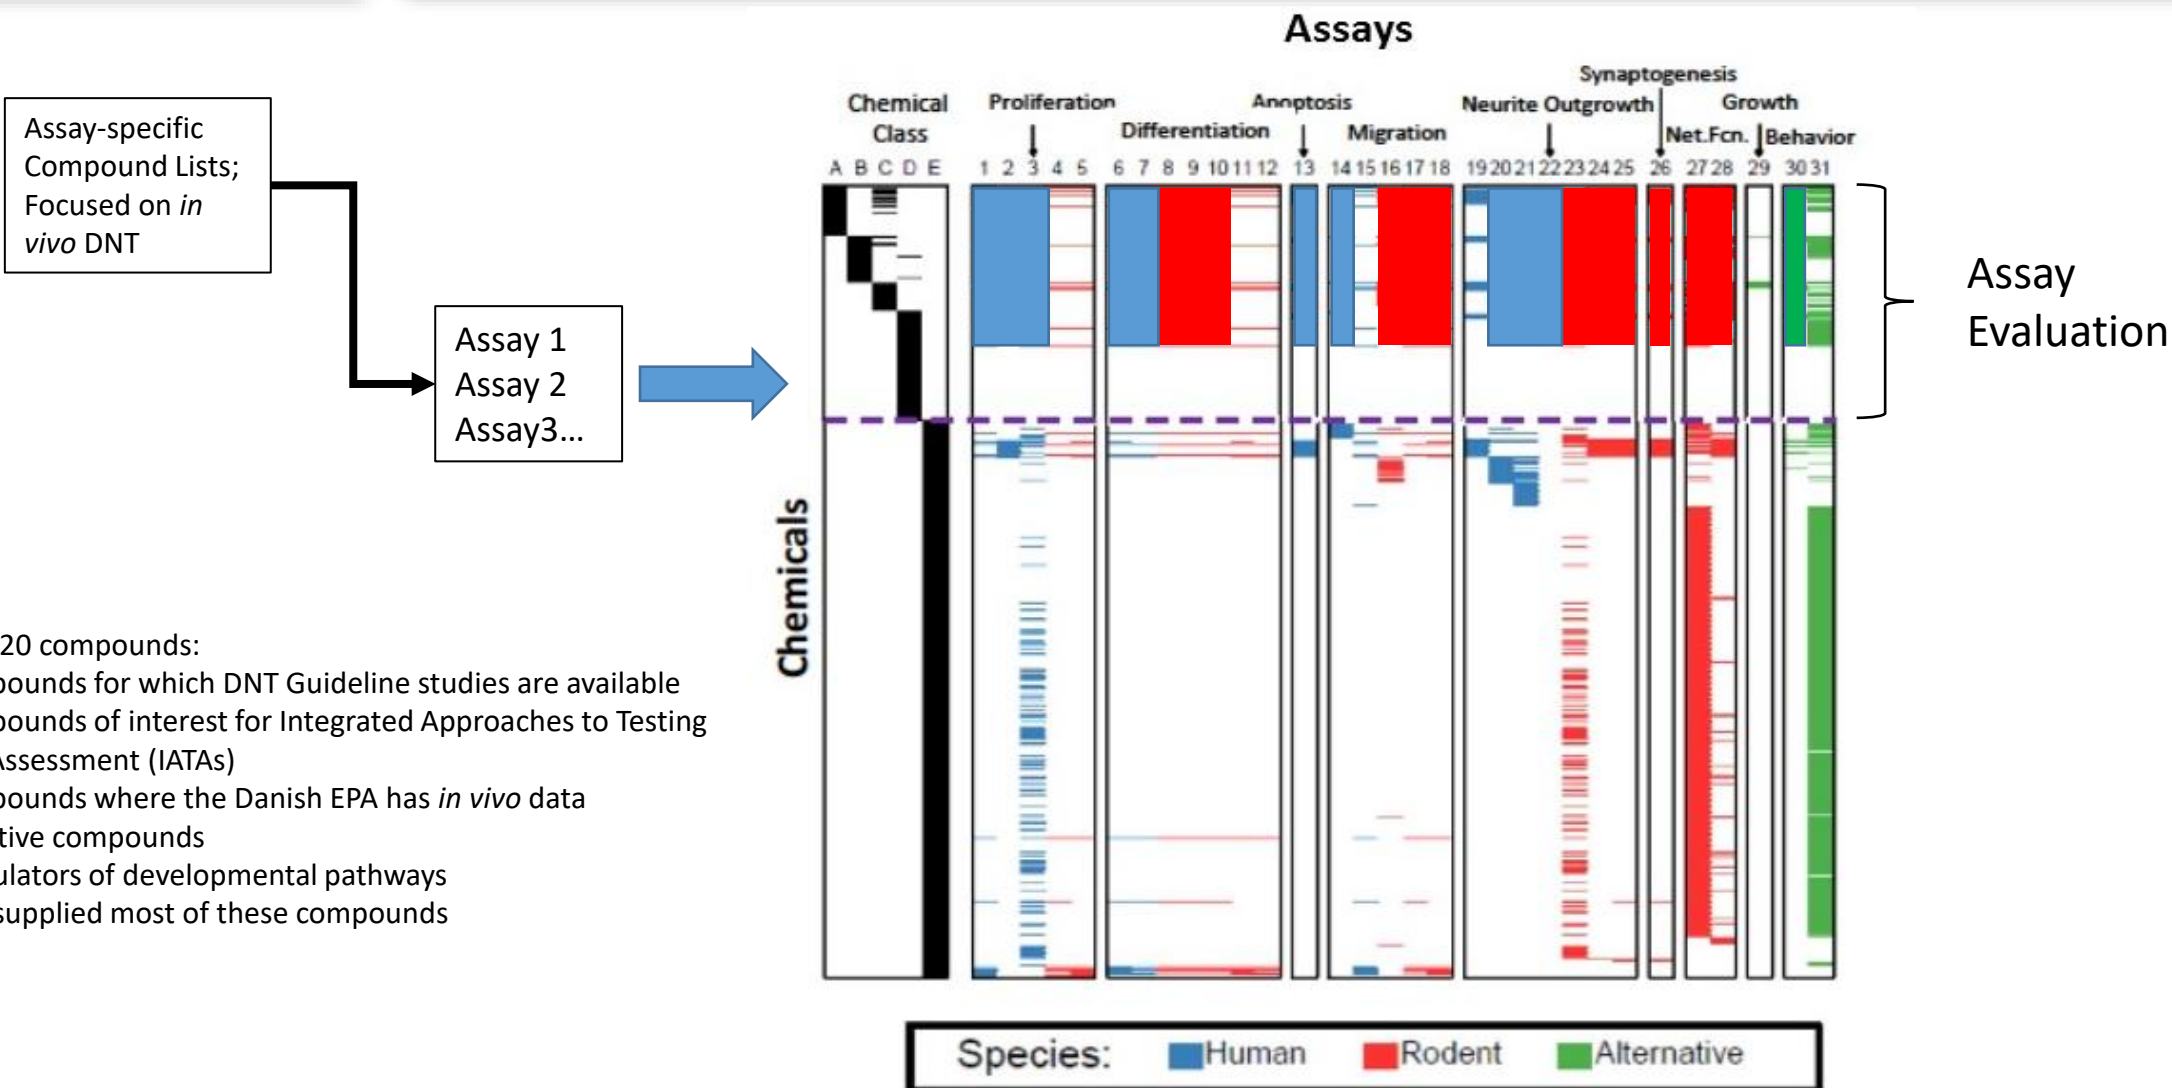 Assays
Assay-specific
Compound Lists;
Focused on in
vivo DNT
Assay 1
Assay 2
Assay3...
20 compounds:
pounds for which DNT Guideline studies are available
pounds of interest for Integrated Approaches to Testing
Assessment (IATAs)
pounds where the Danish EPA has in vivo data
tive compounds
ulators of developmental pathways
supplied most of these compounds
Chemical
Class
Proliferation
Differentiation
Apoptosis
Migration
Neurite Outgrowth
Synaptogenesis
Net.Fcn.
Growth
Behavior
A B C D E 1 2 3 4 5 6 7 8 9 10 11 12 13 14 15 16 17 18 19 20 21 22 23 24 25 26 27 28 29 30 31
Chemicals
Assay
Evaluation
Species: Human Rodent Alternative